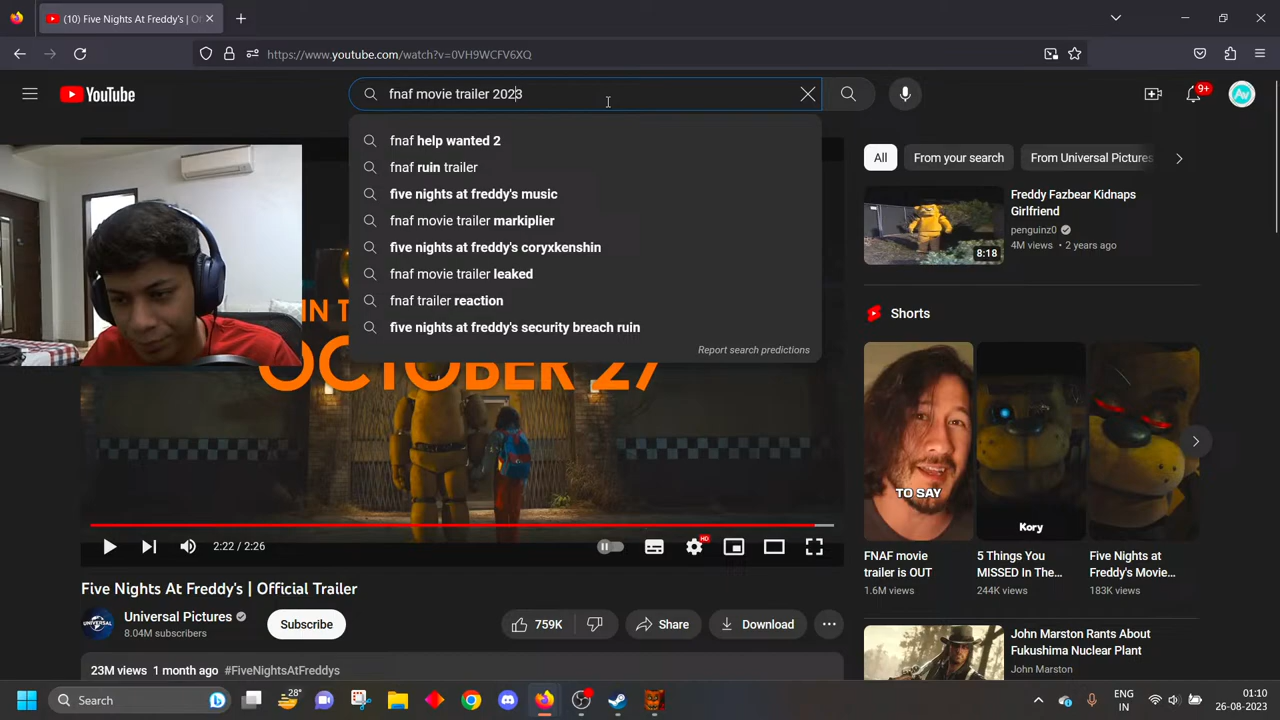 (10) Five Nights At Freddy's | Of
https://www.youtube.com/watch?v=0VH9WCFV6XQ
YouTube
fnaf movie trailer 2023
9+
AV
fnaf help wanted 2
fnaf ruin trailer
five nights at freddy's music
fnaf movie trailer markiplier
five nights at freddy's coryxkenshin
fnaf movie trailer leaked
fnaf trailer reaction
five nights at freddy's security breach ruin
Report search predictions
All
From your search
From Universal Pictures
Freddy Fazbear Kidnaps
Girlfriend
penguinz0
4M views • 2 years ago
8:18
IN T
OCTOBER 27
Shorts
TO SAY
Kory
FNAF movie
trailer is OUT
1.6M views
5 Things You
MISSED In The...
244K views
Five Nights at
Freddy's Movie...
183K views
2:22 / 2:26
HD
Five Nights At Freddy's | Official Trailer
UNIVERSAL
Universal Pictures
8.04M subscribers
Subscribe
759K
Share
Download
23M views 1 month ago #FiveNightsAtFreddys
John Marston Rants About
Fukushima Nuclear Plant
John Marston
Search
28°
ENG
IN
01:10
26-08-2023